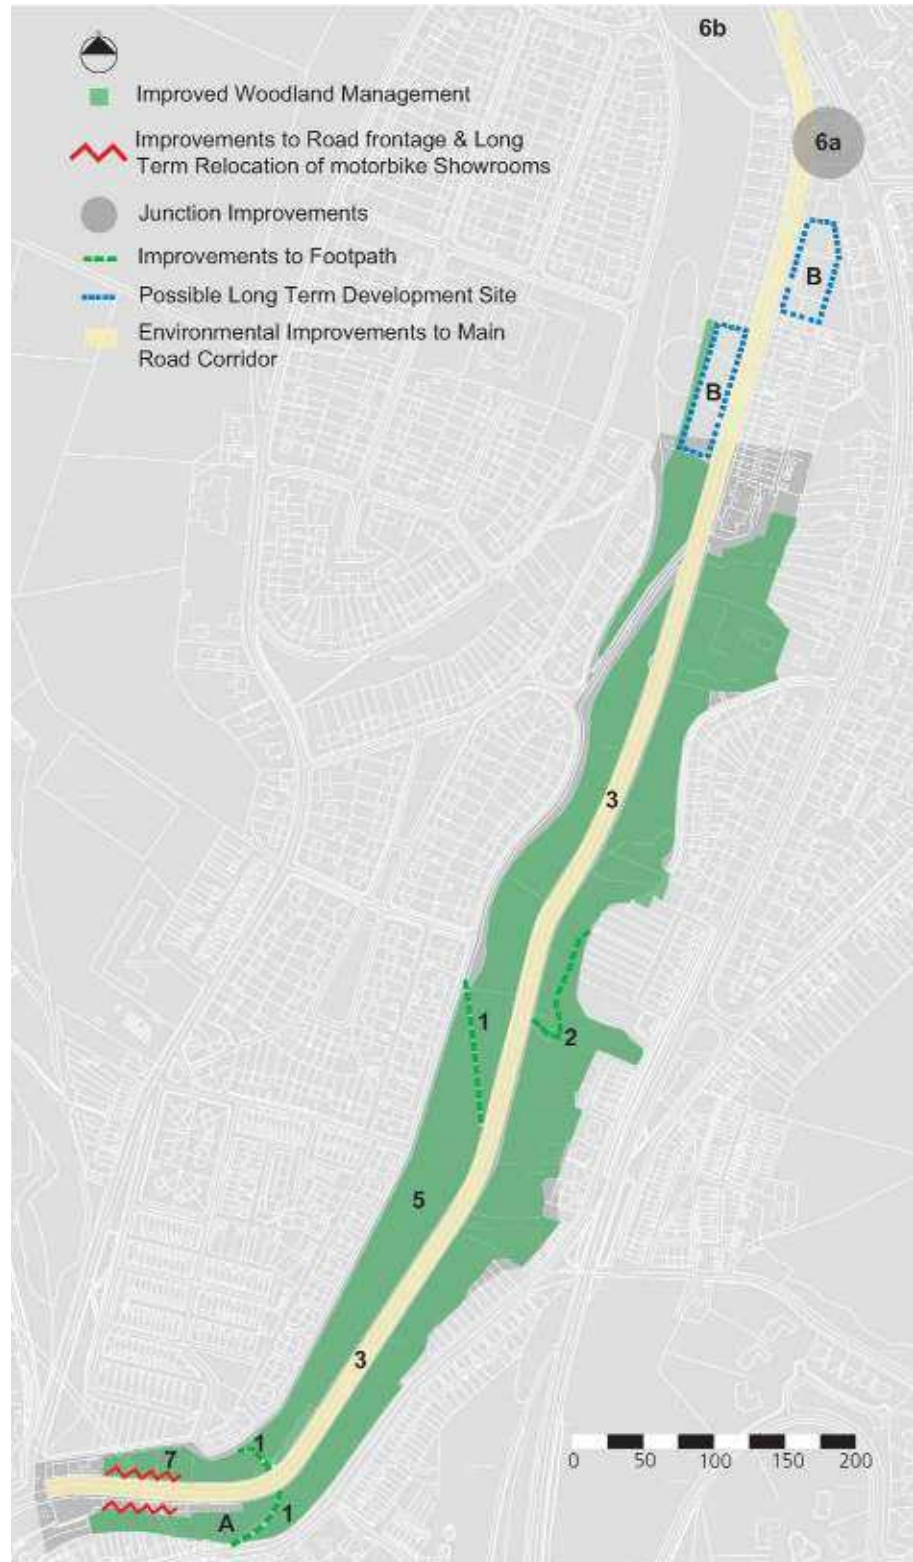 6b
Improved Woodland Management
6a
Improvements to Road frontage & Long
Term Relocation of motorbike Showrooms
Junction Improvements
Improvements to Footpath
B
Possible Long Term Development Site
Environmental Improvements to Main
Road Corridor
B
3
1
2
5
3
1
7
0 50 100 150 200
1
A